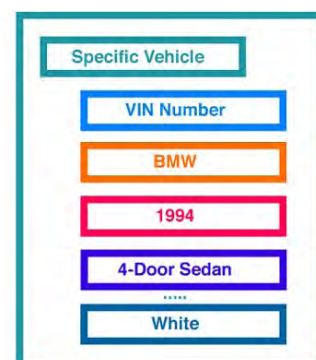 Specific Vehicle
VIN Number
BMW
1994
4-Door Sedan
.....
White